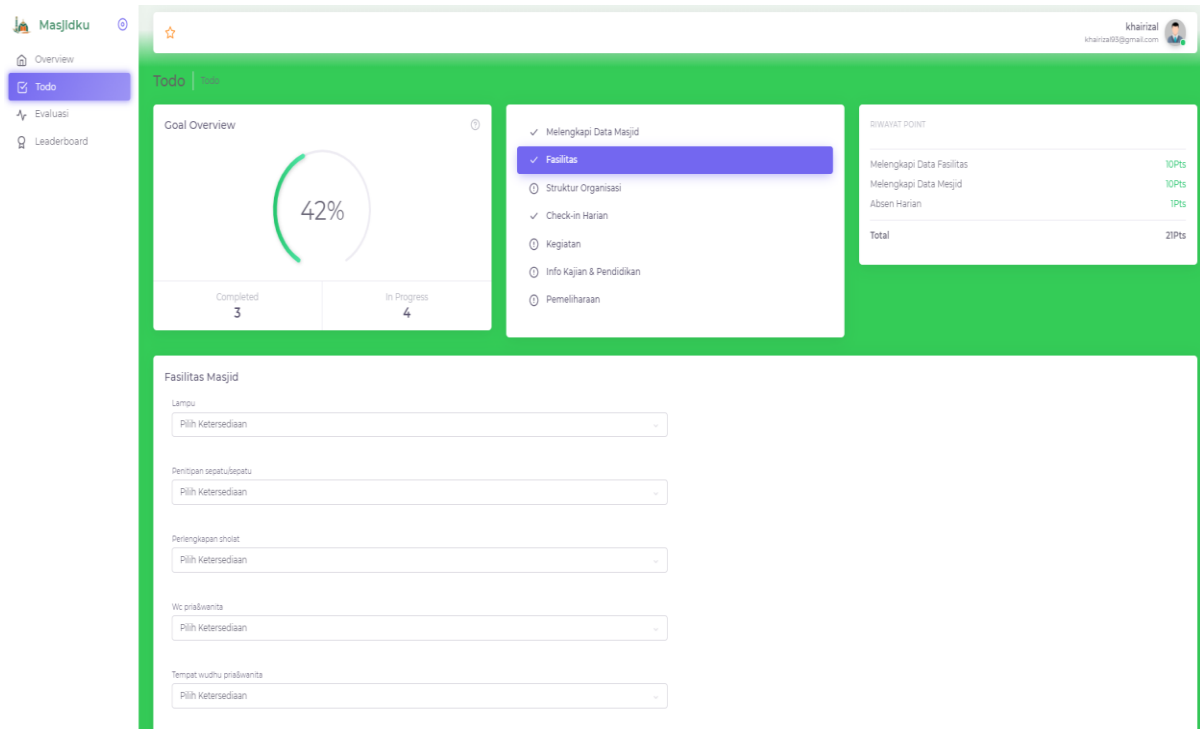 Masjidku
Overview
Todo
Evaluasi
Leaderboard
khairizal
khairizal93@gmail.com
Todo
Todo
Goal Overview
42%
Completed
3
In Progress
4
Melengkapi Data Masjid
Fasilitas
Struktur Organisasi
Check-in Harian
Kegiatan
Info Kajian & Pendidikan
Pemeliharaan
RIWAYAT POINT
Melengkapi Data Fasilitas 10Pts
Melengkapi Data Mesjid 10Pts
Absen Harian 1Pts
Total 21Pts
Fasilitas Masjid
Lampu
Pilih Ketersediaan
Penitipan sepatu/sepatu
Pilih Ketersediaan
Perlengkapan sholat
Pilih Ketersediaan
Wc pria&wanita
Pilih Ketersediaan
Tempat wudhu pria&wanita
Pilih Ketersediaan